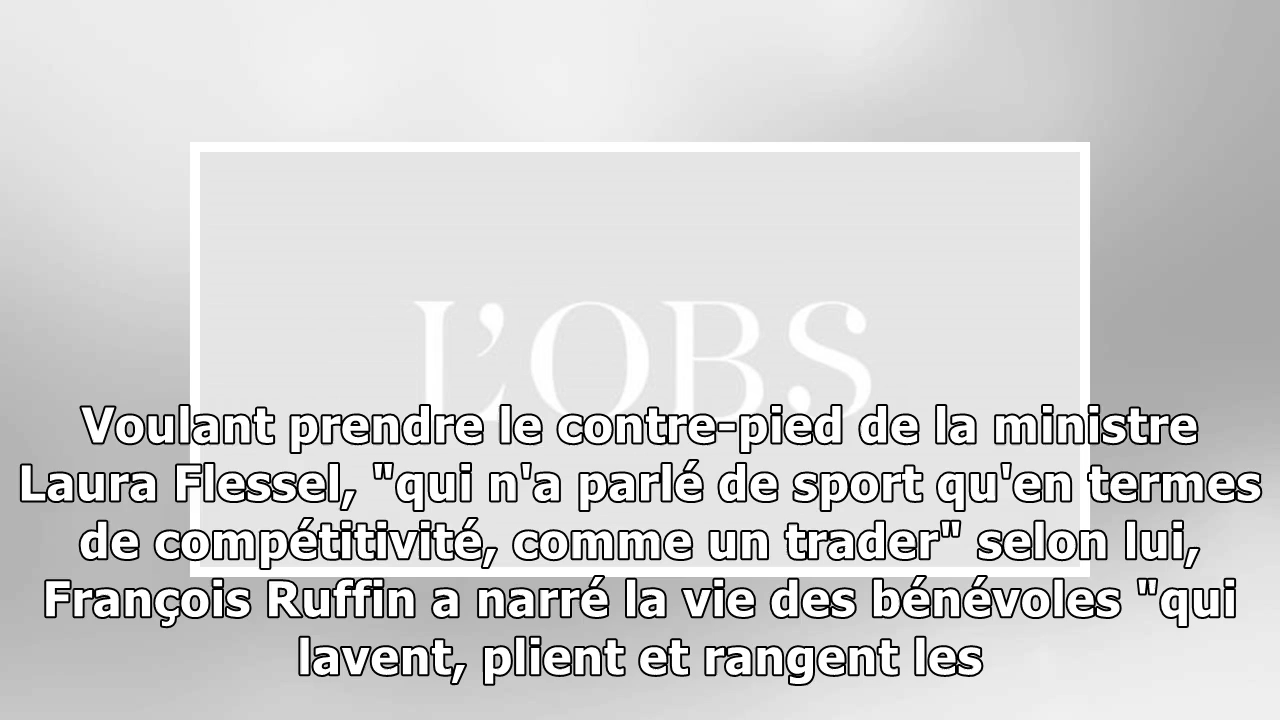 L'OBS
Voulant prendre le contre-pied de la ministre
Laura Flessel, "qui n'a parlé de sport qu'en termes
de compétitivité, comme un trader" selon lui,
François Ruffin a narré la vie des bénévoles "qui
lavent, plient et rangent les